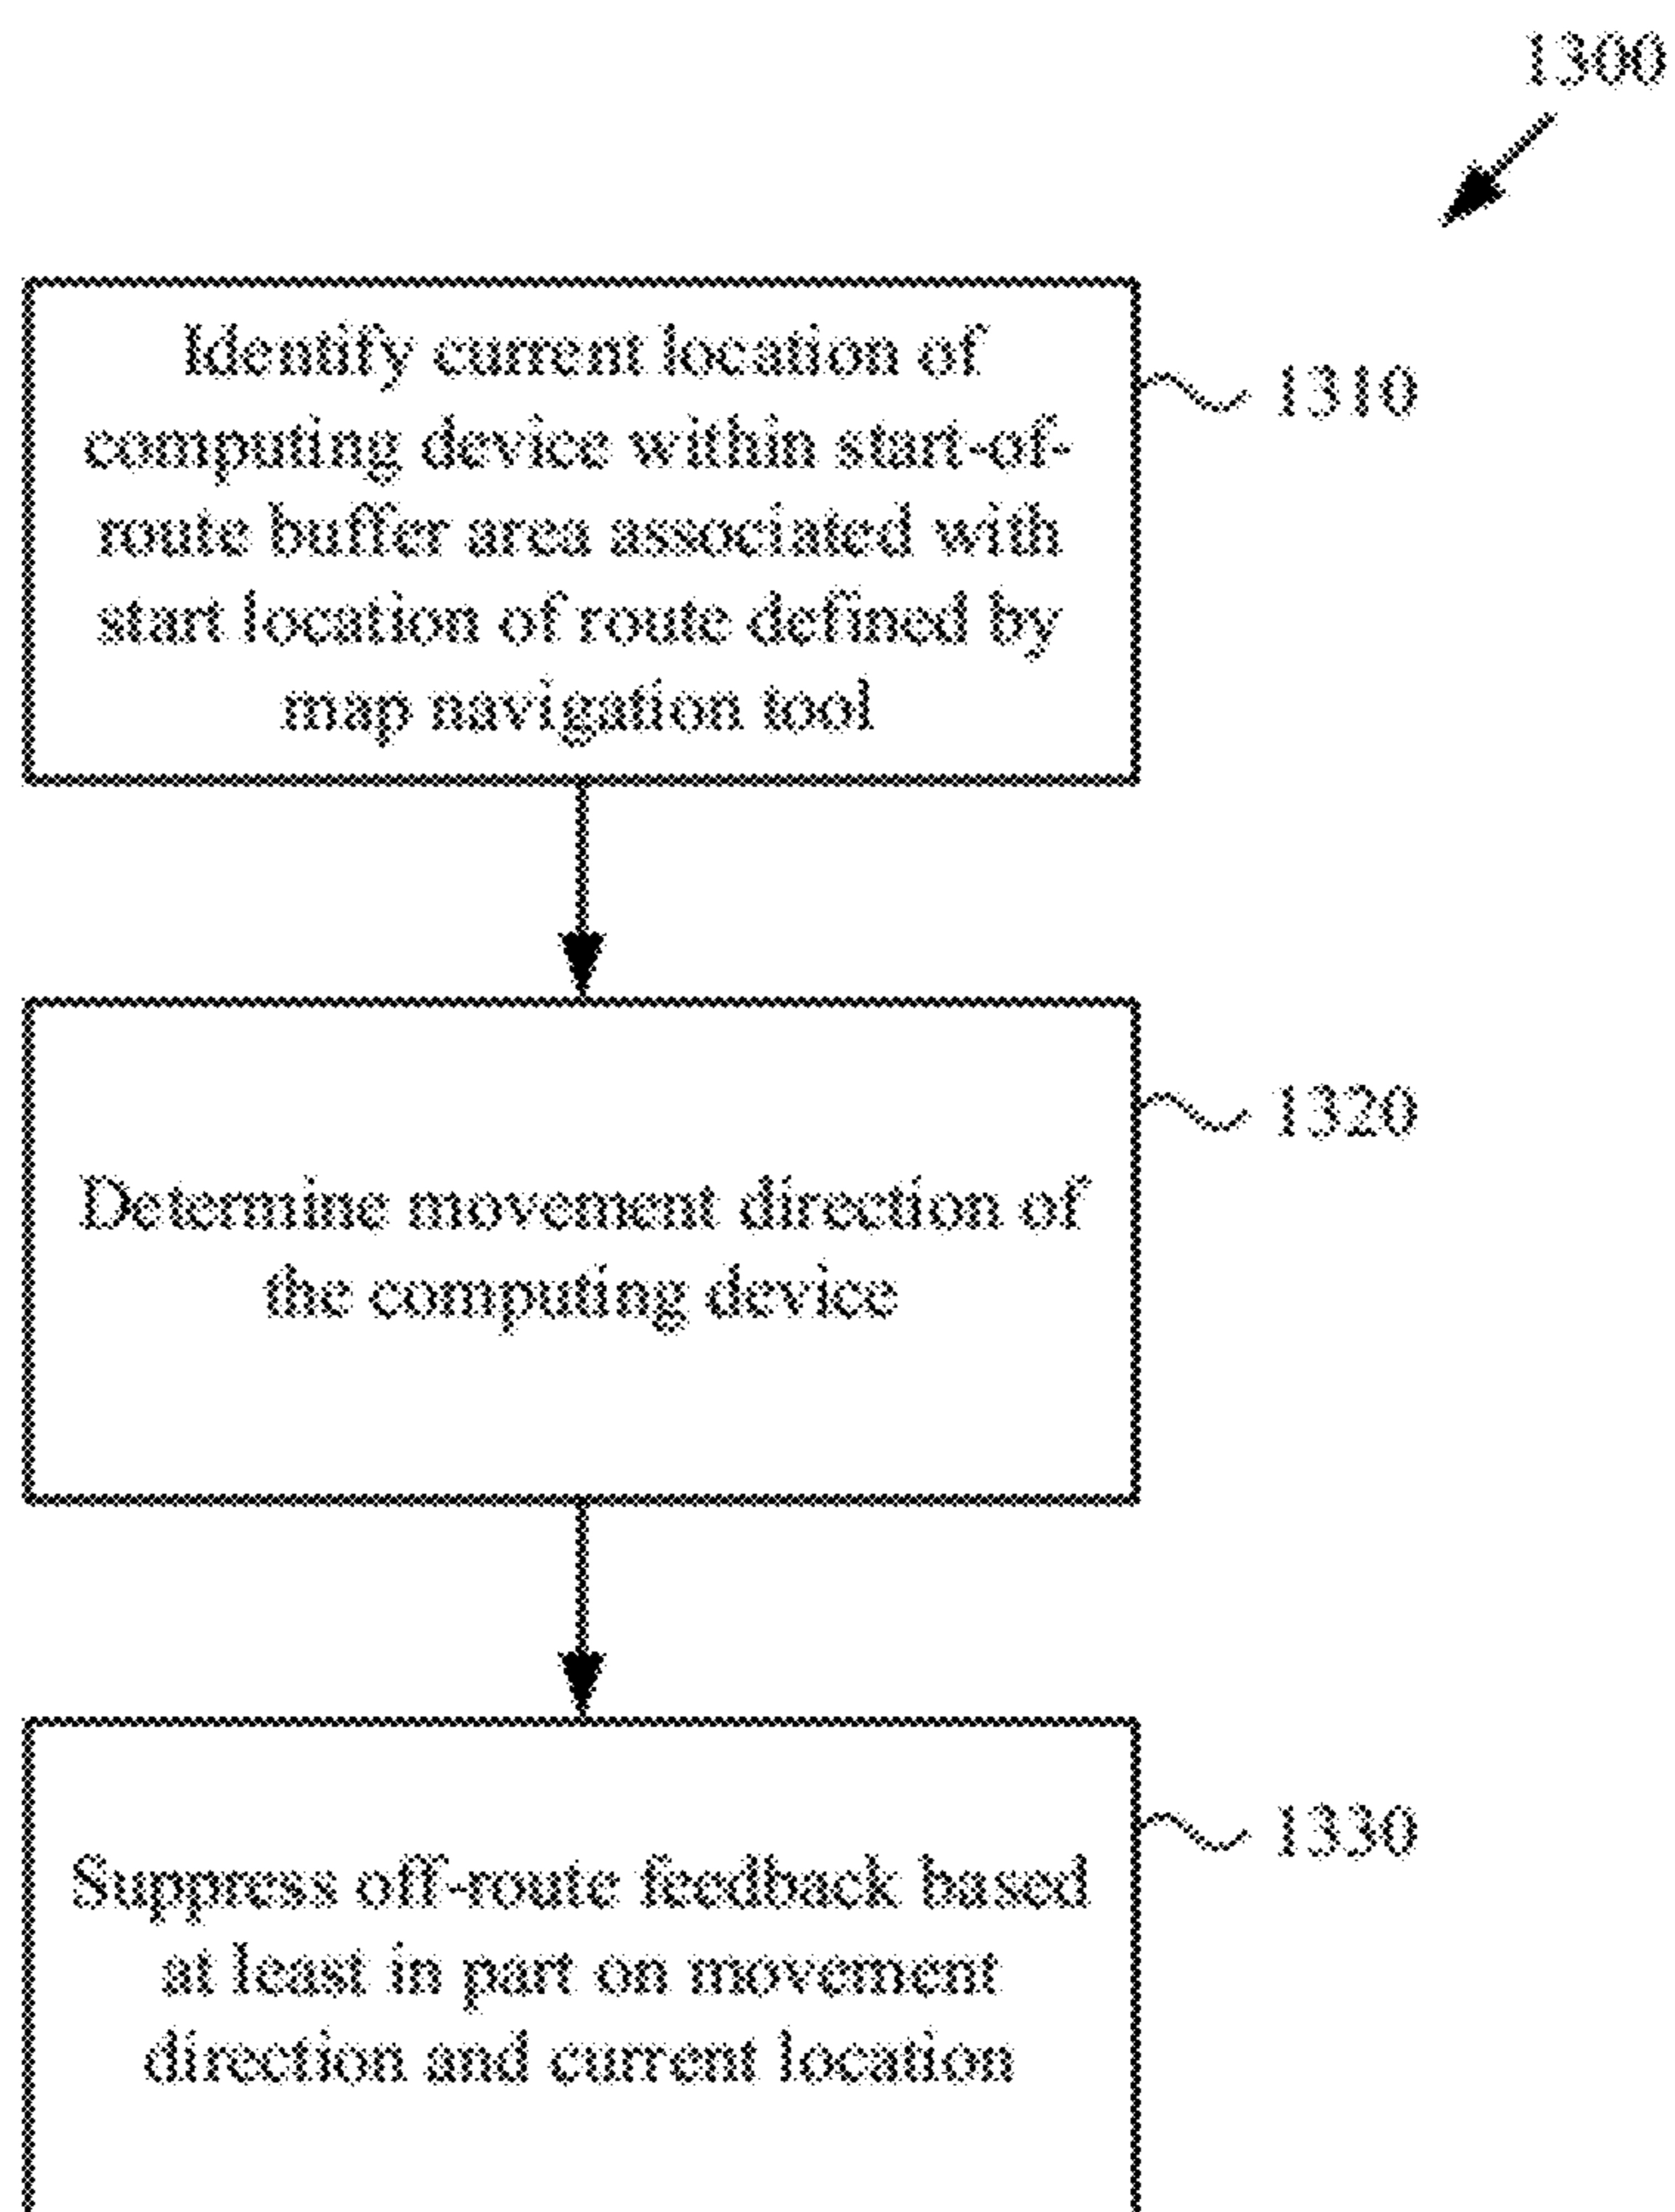 1300
Identify current location of
computing device within start-of-
route buffer area associated with
start location of route defined by
map navigation tool
1310
Determine movement direction of
the computing device
1320
Suppress off-route feedback based
at least in part on movement
direction and current location
1330